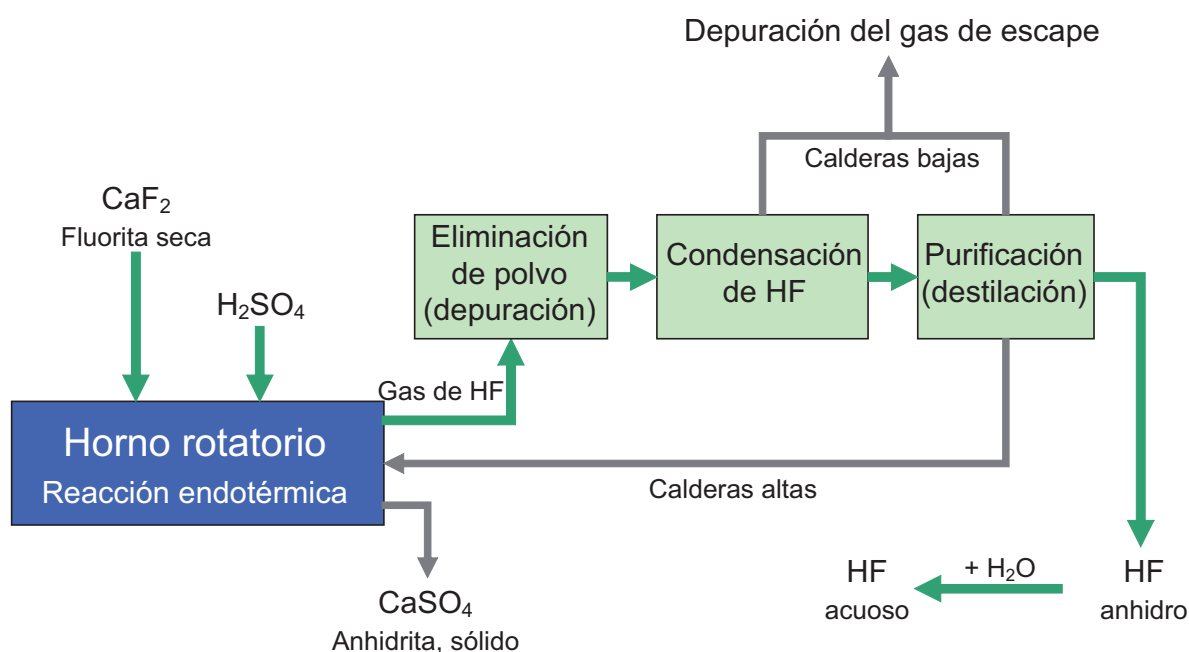 Depuración del gas de escape
Calderas bajas
CaF₂
Fluorita seca
H₂SO₄
Eliminación
de polvo
(depuración)
Condensación
de HF
Purificación
(destilación)
Gas de HF
Horno rotatorio
Reacción endotérmica
Calderas altas
CaSO₄
Anhidrita, sólido
HF
acuoso
+ H₂O
HF
anhidro